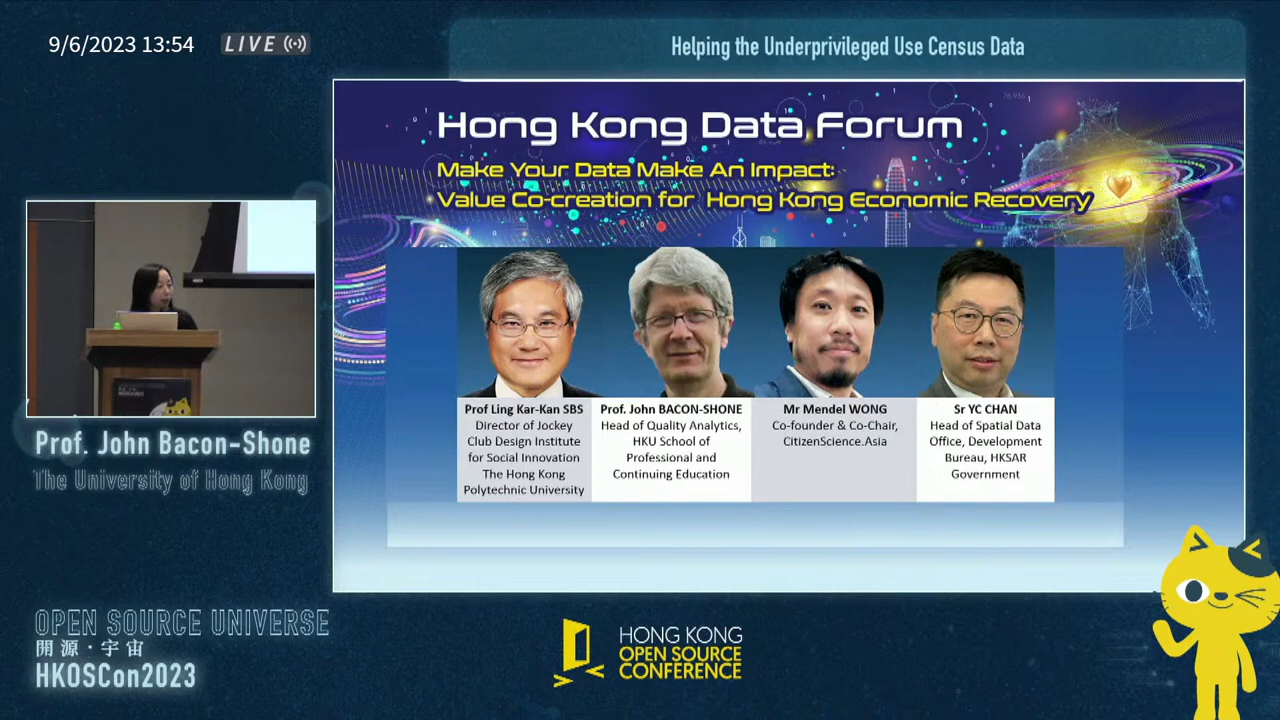 9/6/2023 13:54
LIVE
Helping the Underprivileged Use Census Data
Hong Kong Data Forum
Make Your Data Make An Impact:
Value Co-creation for Hong Kong Economic Recovery
Prof Ling Kar-Kan SBS
Director of Jockey
Club Design Institute
for Social Innovation
The Hong Kong
Polytechnic University
Prof. John BACON-SHONE
Head of Quality Analytics,
HKU School of
Professional and
Continuing Education
Mr Mendel WONG
Co-founder & Co-Chair,
CitizenScience.Asia
Sr YC CHAN
Head of Spatial Data
Office, Development
Bureau, HKSAR
Government
Prof. John Bacon-Shone
The University of Hong Kong
OPEN SOURCE UNIVERSE
開源·宇宙
HKOSCon2023
HONG KONG
OPEN SOURCE
CONFERENCE